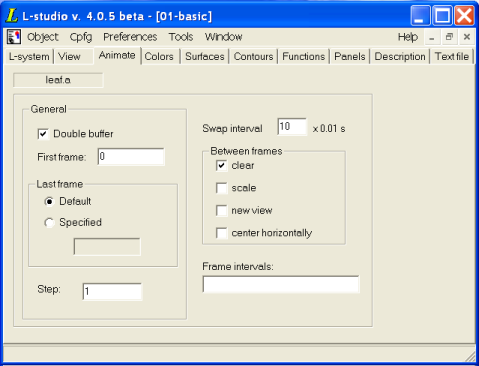 L-studio v. 4.0.5 beta - [01-basic]
Object Cpfg Preferences Tools Window Help
L-system View Animate Colors Surfaces Contours Functions Panels Description Text file
leaf.a
General
Double buffer
First frame: 0
Last frame
Default
Specified
Step: 1
Swap interval 10 x 0.01 s
Between frames
clear
scale
new view
center horizontally
Frame intervals: